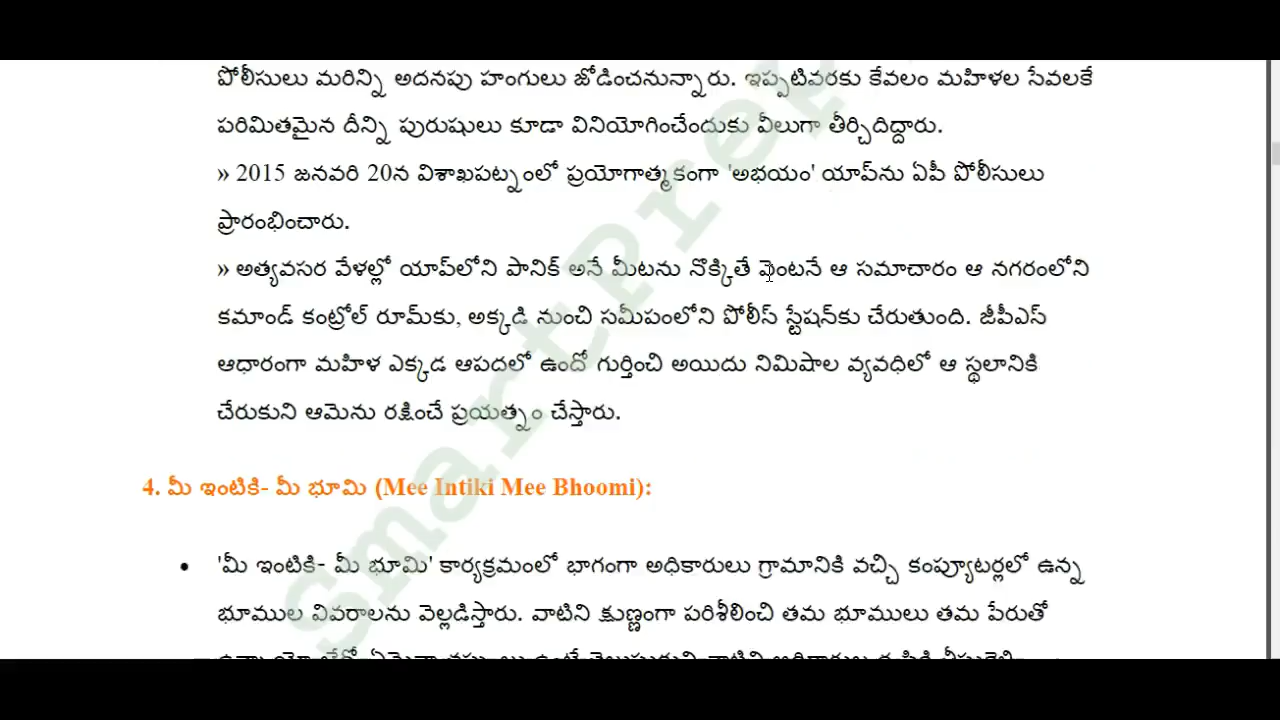 పోలీసులు మరిన్ని అదనపు హంగులు జోడించనున్నారు. ఇప్పటివరకు కేవలం మహిళల సేవలకే
పరిమితమైన దీన్ని పురుషులు కూడా వినియోగించేందుకు వీలుగా తీర్చిదిద్దారు.
» 2015 జనవరి 20న విశాఖపట్నంలో ప్రయోగాత్మకంగా 'అభయం' యాప్‌ను ఏపీ పోలీసులు
ప్రారంభించారు.
» అత్యవసర వేళల్లో యాప్‌లోని పానిక్ అనే మీటను నొక్కితే వెంటనే ఆ సమాచారం ఆ నగరంలోని
కమాండ్ కంట్రోల్ రూమ్‌కు, అక్కడి నుంచి సమీపంలోని పోలీస్ స్టేషన్‌కు చేరుతుంది. జీపీఎస్
ఆధారంగా మహిళ ఎక్కడ ఆపదలో ఉందో గుర్తించి అయిదు నిమిషాల వ్యవధిలో ఆ స్థలానికి
చేరుకుని ఆమెను రక్షించే ప్రయత్నం చేస్తారు.
4. మీ ఇంటికి- మీ భూమి (Mee Intiki Mee Bhoomi):
• 'మీ ఇంటికి- మీ భూమి' కార్యక్రమంలో భాగంగా అధికారులు గ్రామానికి వచ్చి కంప్యూటర్లలో ఉన్న
భూముల వివరాలను వెల్లడిస్తారు. వాటిని క్షుణ్ణంగా పరిశీలించి తమ భూములు తమ పేరుతో
SmartPrep